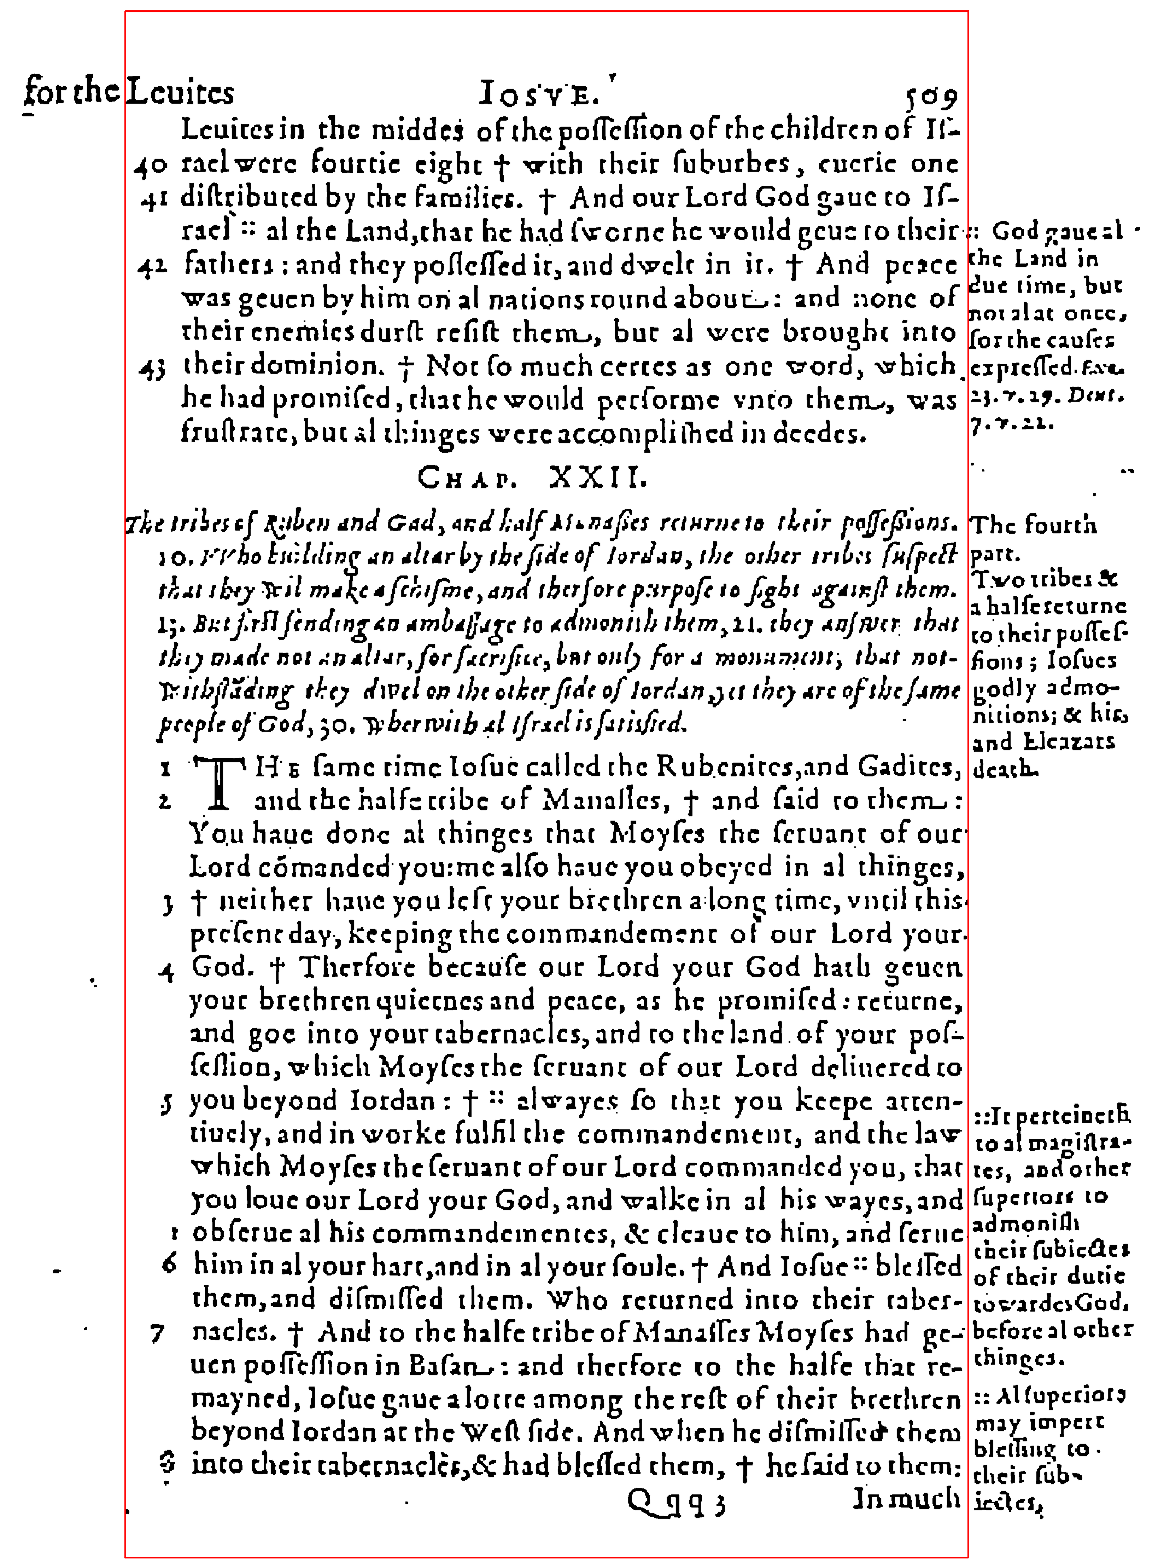 for the Leuites IOSVE. 509
Leuites in the middes of the poſſeſſion of the children of Iſ-
40 rael were fourtie eight † with their ſuburbes, euerie one
41 diſtributed by the families. † And our Lord God gaue to Iſ-
rael :: al the Land, that he had ſworne he would geue to their
42 fathers: and they poſſeſſed it, and dwelt in it. † And peace
was geuen by him on al nations round about: and none of
their enemies durſt reſiſt them, but al were brought into
43 their dominion. † Not ſo much certes as one word, which
he had promiſed, that he would performe vnto them, was
fruſtrate, but al thinges were accompliſhed in deedes.
:: God gaue al
the Land in
due time, but
not al at once,
for the cauſes
expreſſed. Exo.
23. v. 29. Deut.
7. v. 22.
CHAP. XXII.
The tribes of Ruben and Gad, and half Manaſſes returne to their poſſeſſions.
10. VVho building an altar by the ſide of Iordan, the other tribes ſuſpect
that they wil make a ſchiſme, and therfore purpoſe to fight againſt them.
13. But firſt ſending an ambaſſage to admoniſh them, 21. they anſwer that
they made not an altar, for ſacrifice, but only for a monument; that not-
withſtāding they dwel on the other ſide of Iordan, yet they are of the ſame
people of God, 30. wherwith al Iſrael is ſatisfied.
The fourth
part.
Two tribes &
a halfe returne
to their poſſeſ-
ſions; Ioſues
godly admo-
nitions; & his,
and Eleazars
death.
1 THE ſame time Ioſue called the Rubenites, and Gadites,
2 and the halfe tribe of Manaſſes, † and ſaid to them:
You haue done al thinges that Moyſes the ſeruant of our
Lord cōmanded you: me alſo haue you obeyed in al thinges,
3 † neither haue you left your brethren a long time, vntil this
preſent day, keeping the commandement of our Lord your
4 God. † Therfore becauſe our Lord your God hath geuen
your brethren quietnes and peace, as he promiſed: returne,
and goe into your tabernacles, and to the land of your poſ-
ſeſſion, which Moyſes the ſeruant of our Lord deliuered to
5 you beyond Iordan: † :: alwayes ſo that you keepe atten-
tiuely, and in worke fulfil the commandement, and the law
which Moyſes the ſeruant of our Lord commanded you, that
you loue our Lord your God, and walke in al his wayes, and
obſerue al his commandementes, & cleaue to him, and ſerue
6 him in al your hart, and in al your ſoule. † And Ioſue :: bleſſed
them, and diſmiſſed them. Who returned into their taber-
7 nacles. † And to the halfe tribe of Manaſſes Moyſes had ge-
uen poſſeſſion in Baſan: and therfore to the halfe that re-
mayned, Ioſue gaue a lotte among the reſt of their brethren
beyond Iordan at the Weſt ſide. And when he diſmiſſed them
8 into their tabernacles, & had bleſſed them, † he ſaid to them:
:: It perteineth
to al magiſtra-
tes, and other
ſuperiors to
admoniſh
their ſubiectes
of their dutie
towardes God,
before al other
thinges.
:: Al ſuperiors
may impert
bleſſing to
their ſub-
iectes.
Qqq3 In much